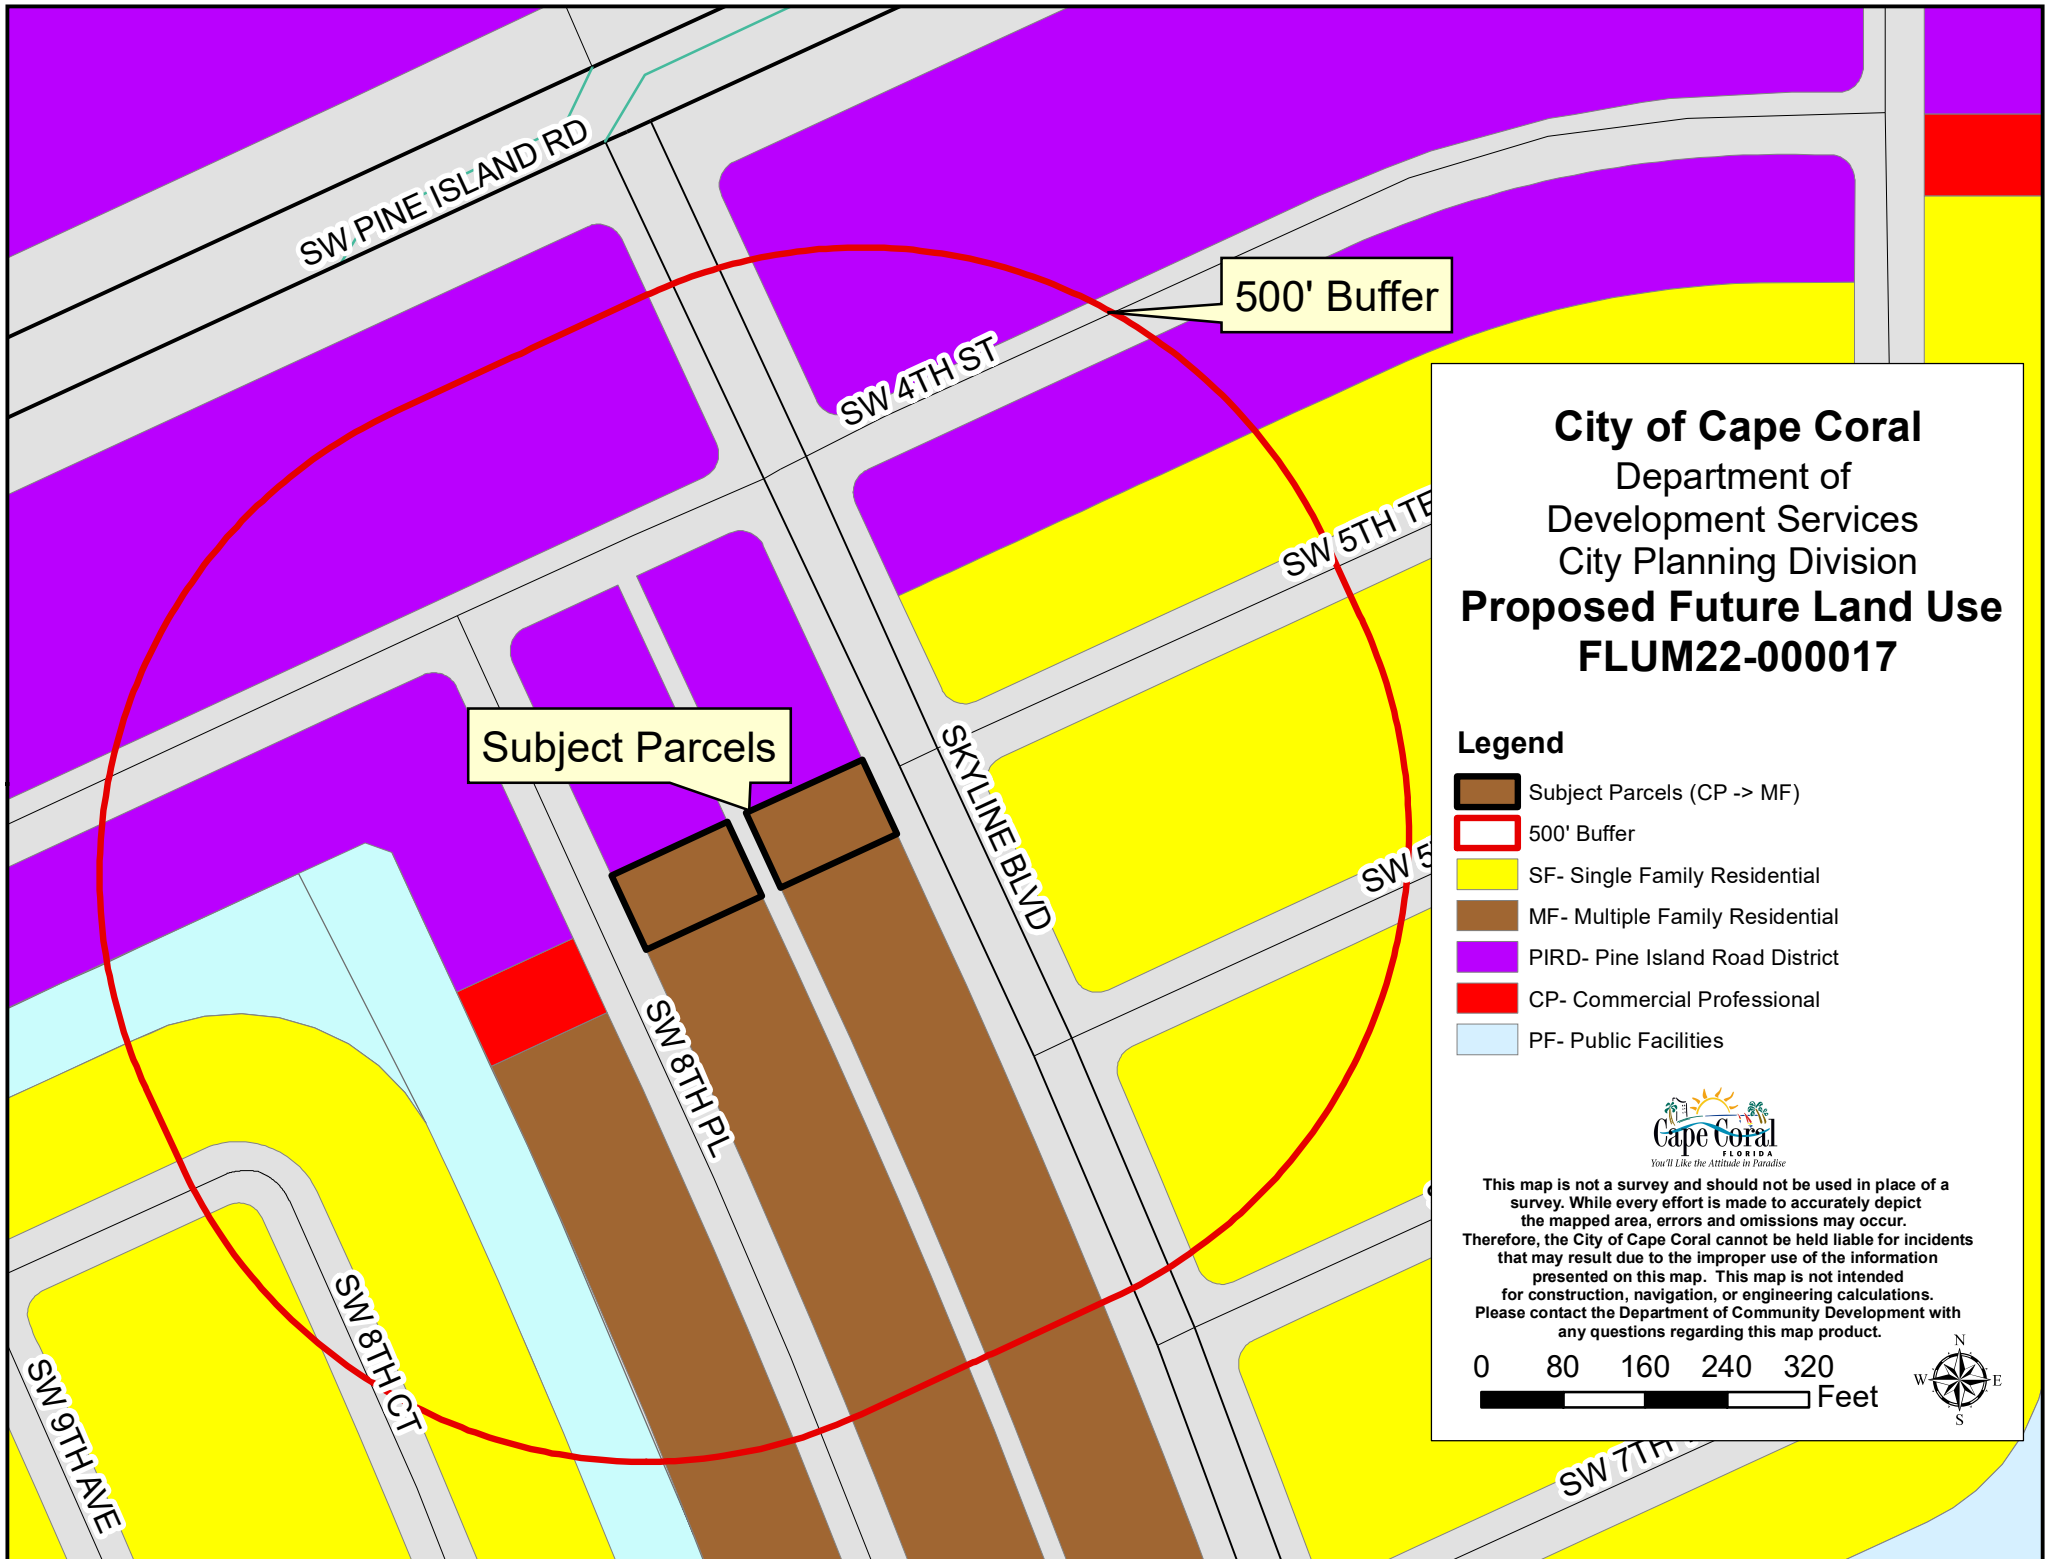 SW PINE ISLAND RD
500' Buffer
SW 4TH ST
SW 5TH TE
Subject Parcels
SKYLINE BLVD
SW 5
SW 8TH PL
SW 8TH CT
SW 9TH AVE
SW 7TH
City of Cape Coral
Department of
Development Services
City Planning Division
Proposed Future Land Use
FLUM22-000017
Legend
Subject Parcels (CP -> MF)
500' Buffer
SF- Single Family Residential
MF- Multiple Family Residential
PIRD- Pine Island Road District
CP- Commercial Professional
PF- Public Facilities
Cape Coral
FLORIDA
You'll Like the Attitude in Paradise
This map is not a survey and should not be used in place of a
survey. While every effort is made to accurately depict
the mapped area, errors and omissions may occur.
Therefore, the City of Cape Coral cannot be held liable for incidents
that may result due to the improper use of the information
presented on this map. This map is not intended
for construction, navigation, or engineering calculations.
Please contact the Department of Community Development with
any questions regarding this map product.
0 80 160 240 320
Feet
N
W E
S